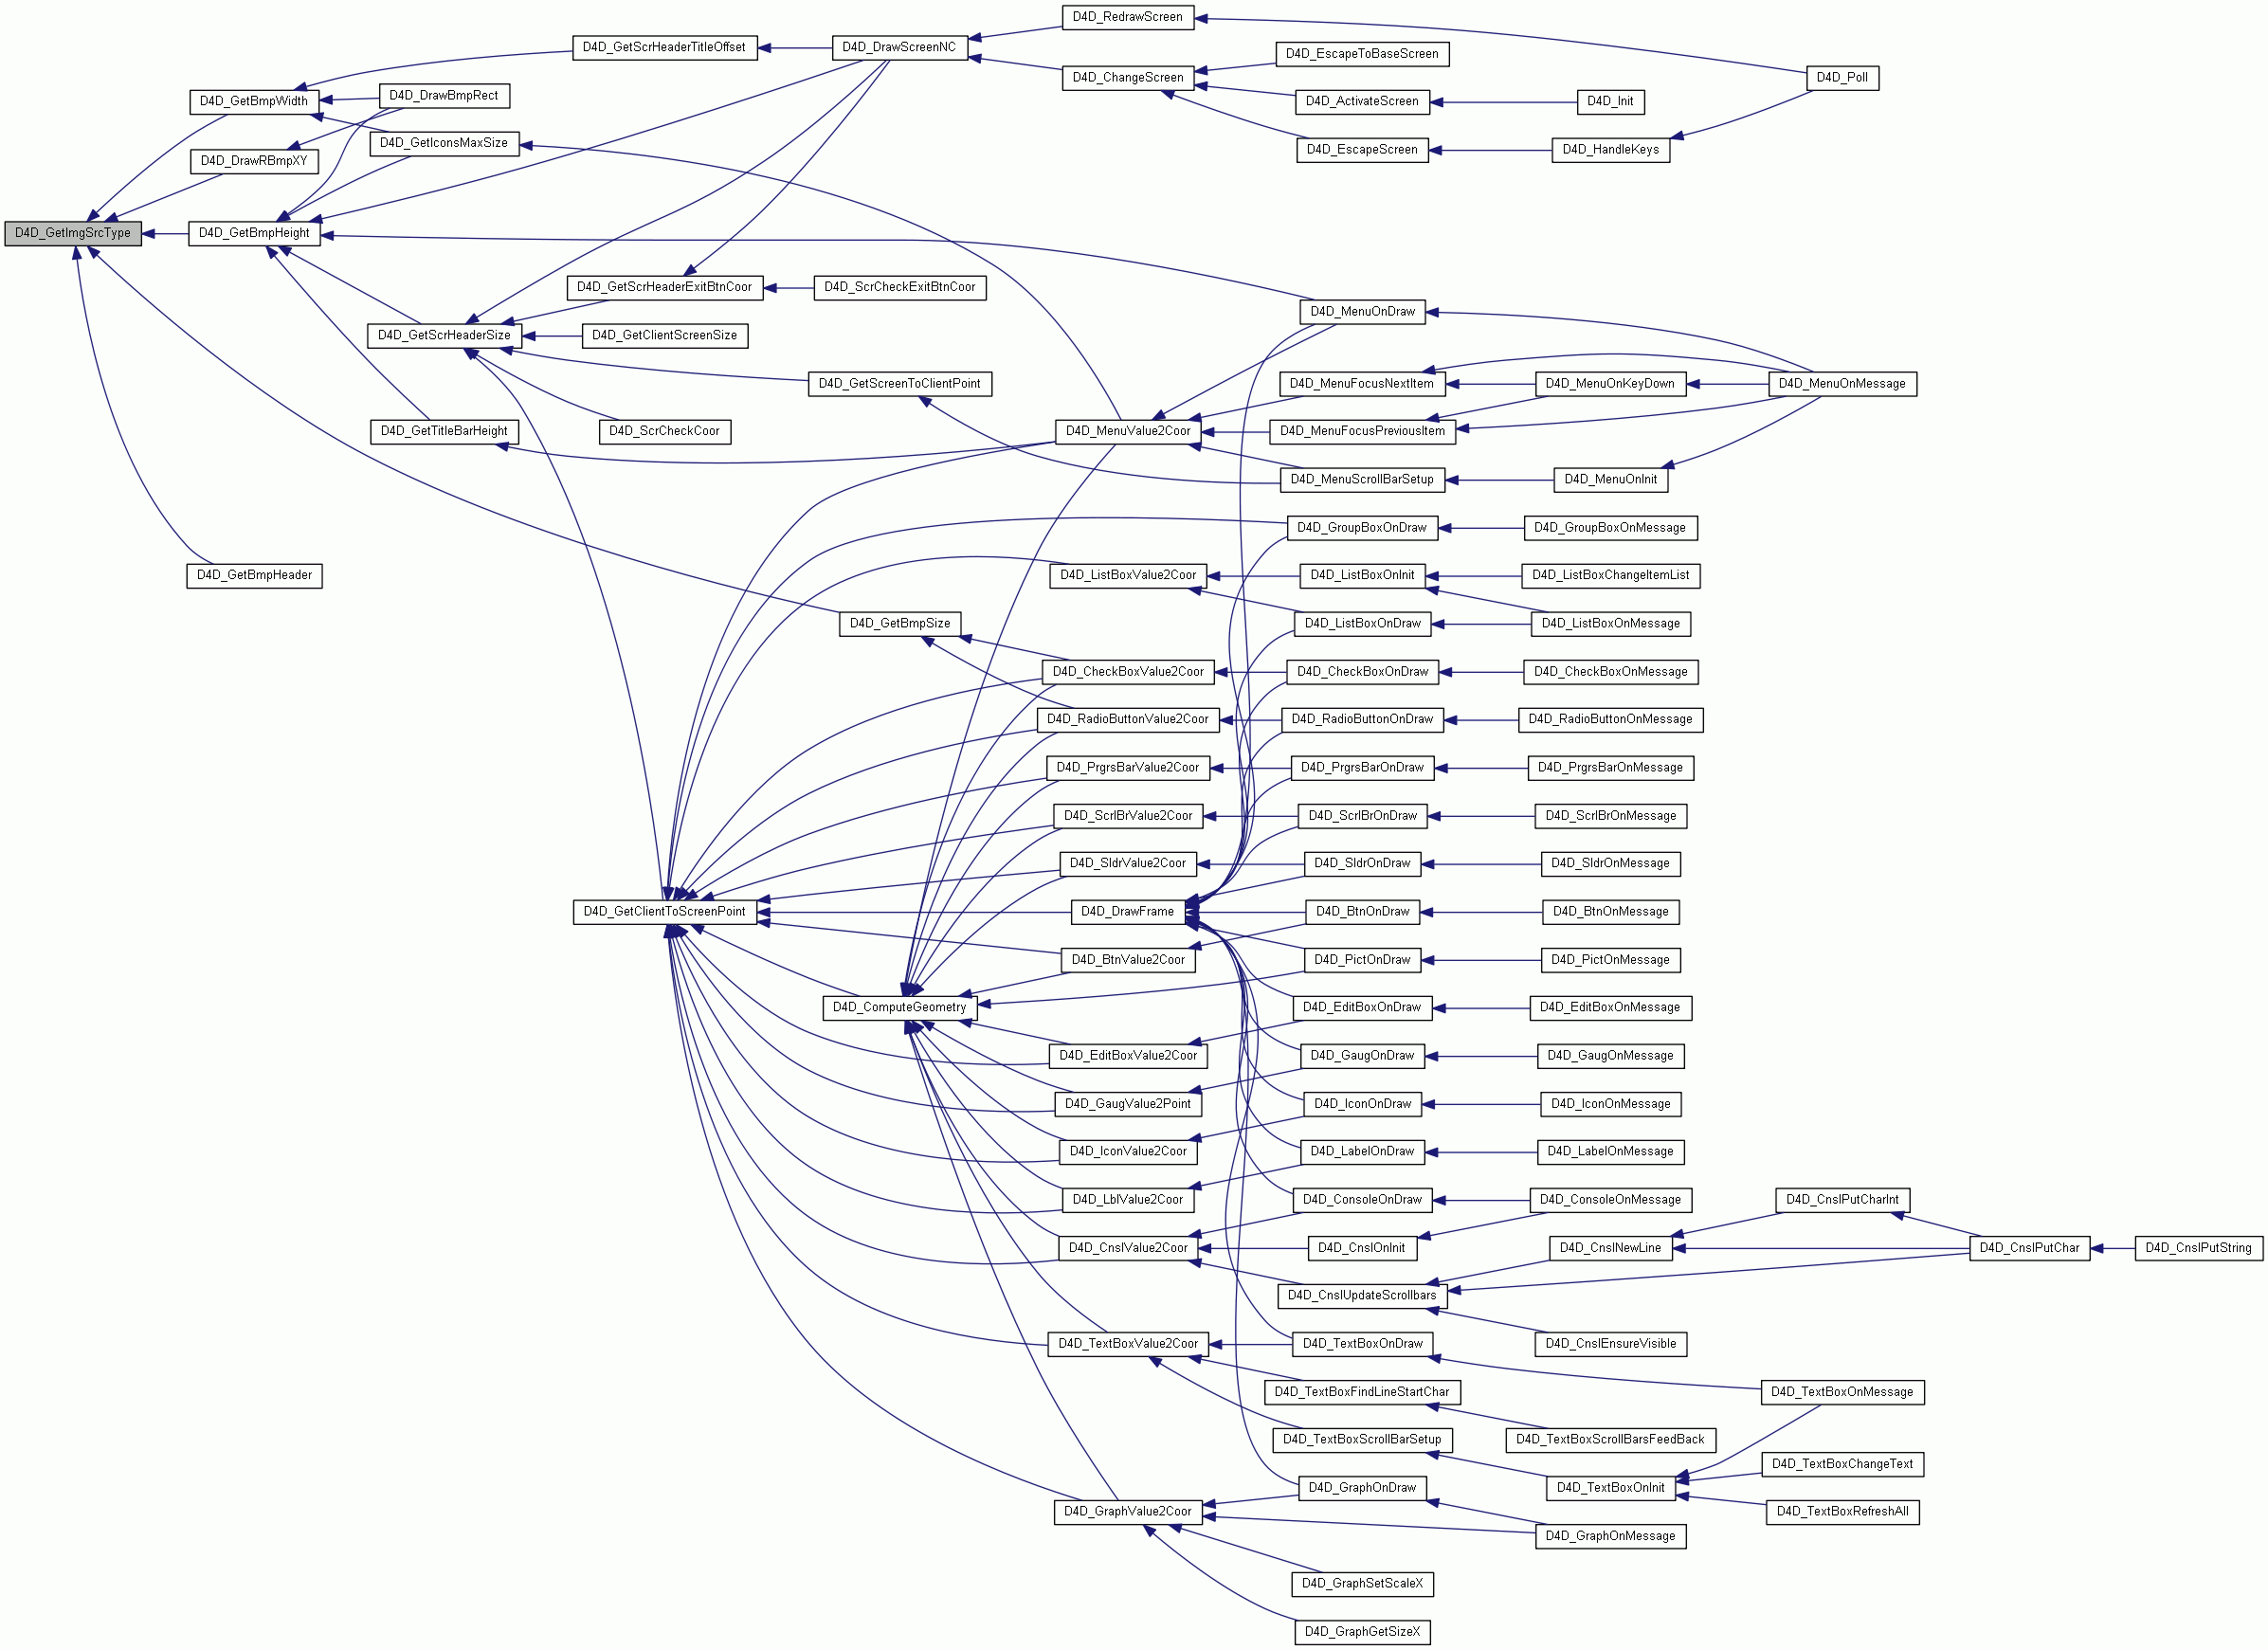 D4D_RedrawScreen
D4D_GetScrHeaderTitleOffset
D4D_DrawScreenNC
D4D_EscapeToBaseScreen
D4D_ChangeScreen
D4D_Poll
D4D_GetBmpWidth
D4D_DrawBmpRect
D4D_ActivateScreen
D4D_Init
D4D_GetIconsMaxSize
D4D_EscapeScreen
D4D_HandleKeys
D4D_DrawRBmpXY
D4D_GetImgSrcType
D4D_GetBmpHeight
D4D_GetScrHeaderExitBtnCoor
D4D_ScrCheckExitBtnCoor
D4D_MenuOnDraw
D4D_GetScrHeaderSize
D4D_GetClientScreenSize
D4D_GetScreenToClientPoint
D4D_MenuFocusNextItem
D4D_MenuOnKeyDown
D4D_MenuOnMessage
D4D_GetTitleBarHeight
D4D_ScrCheckCoor
D4D_MenuValue2Coor
D4D_MenuFocusPreviousItem
D4D_MenuScrollBarSetup
D4D_MenuOnInit
D4D_GroupBoxOnDraw
D4D_GroupBoxOnMessage
D4D_GetBmpHeader
D4D_ListBoxValue2Coor
D4D_ListBoxOnInit
D4D_ListBoxChangeItemList
D4D_GetBmpSize
D4D_ListBoxOnDraw
D4D_ListBoxOnMessage
D4D_CheckBoxValue2Coor
D4D_CheckBoxOnDraw
D4D_CheckBoxOnMessage
D4D_RadioButtonValue2Coor
D4D_RadioButtonOnDraw
D4D_RadioButtonOnMessage
D4D_PrgrsBarValue2Coor
D4D_PrgrsBarOnDraw
D4D_PrgrsBarOnMessage
D4D_ScrlBrValue2Coor
D4D_ScrlBrOnDraw
D4D_ScrlBrOnMessage
D4D_SldrValue2Coor
D4D_SldrOnDraw
D4D_SldrOnMessage
D4D_GetClientToScreenPoint
D4D_DrawFrame
D4D_BtnOnDraw
D4D_BtnOnMessage
D4D_BtnValue2Coor
D4D_PictOnDraw
D4D_PictOnMessage
D4D_ComputeGeometry
D4D_EditBoxOnDraw
D4D_EditBoxOnMessage
D4D_EditBoxValue2Coor
D4D_GaugOnDraw
D4D_GaugOnMessage
D4D_GaugValue2Point
D4D_IconOnDraw
D4D_IconOnMessage
D4D_IconValue2Coor
D4D_LabelOnDraw
D4D_LabelOnMessage
D4D_LblValue2Coor
D4D_ConsoleOnDraw
D4D_ConsoleOnMessage
D4D_CnslPutCharInt
D4D_CnslValue2Coor
D4D_CnslOnInit
D4D_CnslNewLine
D4D_CnslPutChar
D4D_CnslPutString
D4D_CnslUpdateScrollbars
D4D_TextBoxValue2Coor
D4D_TextBoxOnDraw
D4D_CnslEnsureVisible
D4D_TextBoxFindLineStartChar
D4D_TextBoxOnMessage
D4D_TextBoxScrollBarSetup
D4D_TextBoxScrollBarsFeedBack
D4D_TextBoxChangeText
D4D_GraphOnDraw
D4D_TextBoxOnInit
D4D_GraphValue2Coor
D4D_TextBoxRefreshAll
D4D_GraphOnMessage
D4D_GraphSetScaleX
D4D_GraphGetSizeX